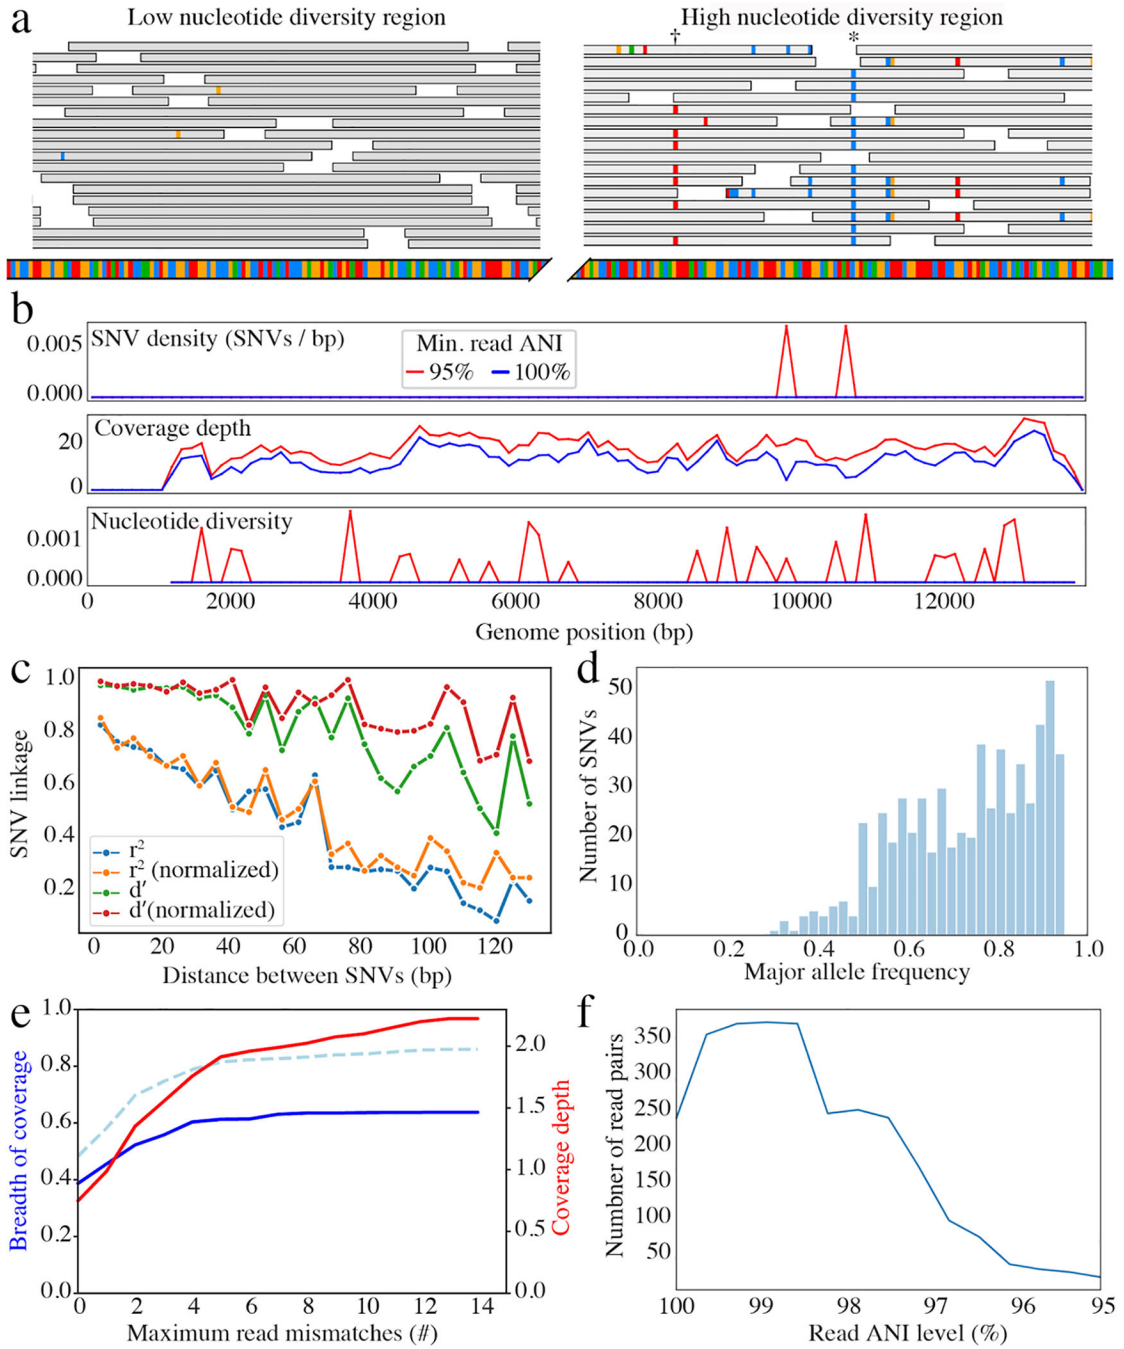 a
Low nucleotide diversity region
High nucleotide diversity region
†
*
b
SNV density (SNVs / bp)
0.005
0.000
Min. read ANI
95% 100%
Coverage depth
20
0
Nucleotide diversity
0.001
0.000
0 2000 4000 6000 8000 10000 12000
Genome position (bp)
c
1.0
0.8
0.6
0.4
0.2
SNV linkage
r²
r² (normalized)
d′
d′(normalized)
0 20 40 60 80 100 120
Distance between SNVs (bp)
d
50
40
30
20
10
0
Number of SNVs
0.0 0.2 0.4 0.6 0.8 1.0
Major allele frequency
e
1.0
0.8
0.6
0.4
0.2
0.0
Breadth of coverage
2.0
1.5
1.0
0.5
0.0
Coverage depth
0 2 4 6 8 10 12 14
Maximum read mismatches (#)
f
350
300
250
200
150
100
50
Numbner of read pairs
100 99 98 97 96 95
Read ANI level (%)